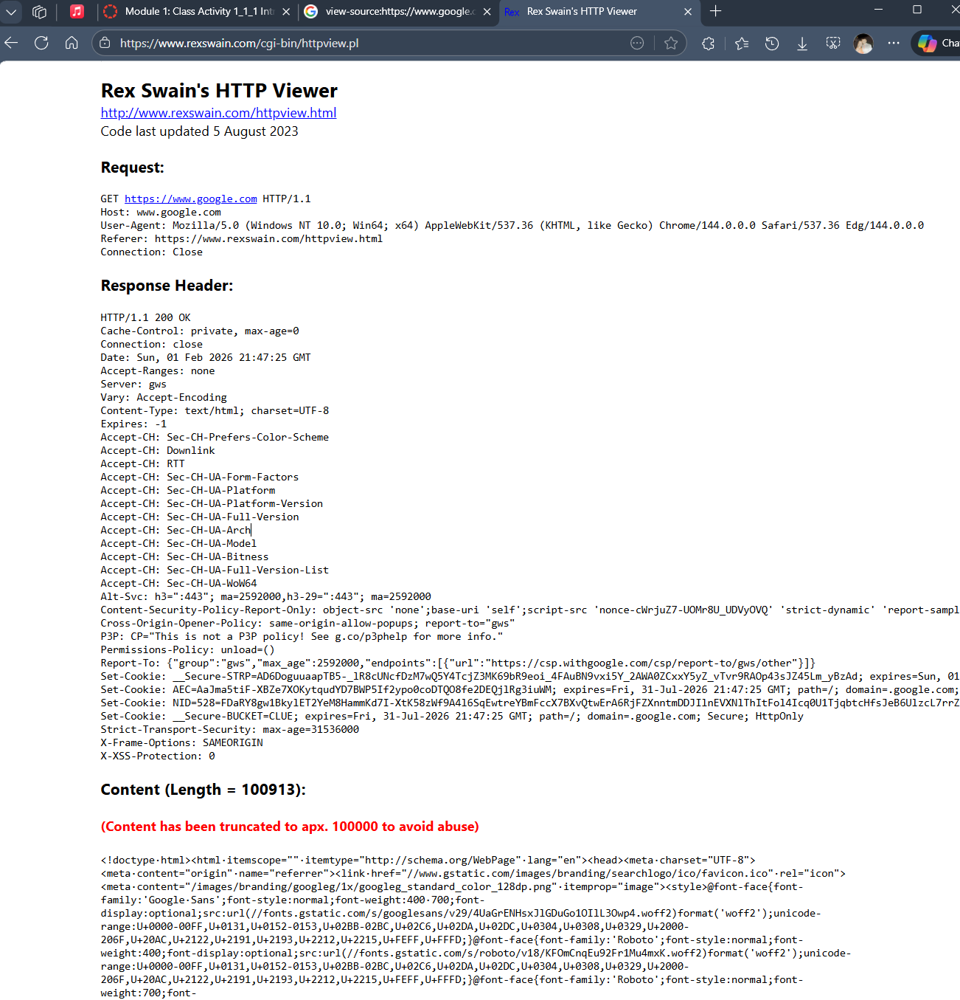 Module 1: Class Activity 1_1_1 Int
view-source:https://www.google.c
Rex Rex Swain's HTTP Viewer
https://www.rexswain.com/cgi-bin/httpview.pl
Cha
Rex Swain's HTTP Viewer
http://www.rexswain.com/httpview.html
Code last updated 5 August 2023
Request:
GET https://www.google.com HTTP/1.1
Host: www.google.com
User-Agent: Mozilla/5.0 (Windows NT 10.0; Win64; x64) AppleWebKit/537.36 (KHTML, like Gecko) Chrome/144.0.0.0 Safari/537.36 Edg/144.0.0.0
Referer: https://www.rexswain.com/httpview.html
Connection: Close
Response Header:
HTTP/1.1 200 OK
Cache-Control: private, max-age=0
Connection: close
Date: Sun, 01 Feb 2026 21:47:25 GMT
Accept-Ranges: none
Server: gws
Vary: Accept-Encoding
Content-Type: text/html; charset=UTF-8
Expires: -1
Accept-CH: Sec-CH-Prefers-Color-Scheme
Accept-CH: Downlink
Accept-CH: RTT
Accept-CH: Sec-CH-UA-Form-Factors
Accept-CH: Sec-CH-UA-Platform
Accept-CH: Sec-CH-UA-Platform-Version
Accept-CH: Sec-CH-UA-Full-Version
Accept-CH: Sec-CH-UA-Arch
Accept-CH: Sec-CH-UA-Model
Accept-CH: Sec-CH-UA-Bitness
Accept-CH: Sec-CH-UA-Full-Version-List
Accept-CH: Sec-CH-UA-WoW64
Alt-Svc: h3=":443"; ma=2592000,h3-29=":443"; ma=2592000
Content-Security-Policy-Report-Only: object-src 'none';base-uri 'self';script-src 'nonce-cWrjuZ7-UOMr8U_UDVyOVQ' 'strict-dynamic' 'report-sampl
Cross-Origin-Opener-Policy: same-origin-allow-popups; report-to="gws"
P3P: CP="This is not a P3P policy! See g.co/p3phelp for more info."
Permissions-Policy: unload=()
Report-To: {"group":"gws","max_age":2592000,"endpoints":[{"url":"https://csp.withgoogle.com/csp/report-to/gws/other"}]}
Set-Cookie: __Secure-STRP=AD6DoguuaapTB5-_lR8cUNcfDzM7wQ5Y4TcjZ3MK69bR9eoi_4FAuBN9vxi5Y_2AWA0ZCxxY5yZ_vTvr9RAOp43sJZ45Lm_yBzAd; expires=Sun, 01
Set-Cookie: AEC=AaJma5tiF-XBZe7XOKytqudYD7BWP5If2ypo0coDTQO8fe2DEQjlRg3iuWM; expires=Fri, 31-Jul-2026 21:47:25 GMT; path=/; domain=.google.com;
Set-Cookie: NID=528=FDaRY8gw1BkylET2YeM8HammKd7I-XtK58zWf9A4l6SqEwtreYBmFccX7BXvQtwErA6RjFZXnntmDDJIlnEVXNlThItFol4Icq0U1TjqbtcHfsJeB6UlzcL7rrZ
Set-Cookie: __Secure-BUCKET=CLUE; expires=Fri, 31-Jul-2026 21:47:25 GMT; path=/; domain=.google.com; Secure; HttpOnly
Strict-Transport-Security: max-age=31536000
X-Frame-Options: SAMEORIGIN
X-XSS-Protection: 0
Content (Length = 100913):
(Content has been truncated to apx. 100000 to avoid abuse)
<!doctype·html><html·itemscope=""·itemtype="http://schema.org/WebPage"·lang="en"><head><meta·charset="UTF-8">
<meta·content="origin"·name="referrer"><link·href="//www.gstatic.com/images/branding/searchlogo/ico/favicon.ico"·rel="icon">
<meta·content="/images/branding/googleg/1x/googleg_standard_color_128dp.png"·itemprop="image"><style>@font-face{font-
family:'Google·Sans';font-style:normal;font-weight:400·700;font-
display:optional;src:url(//fonts.gstatic.com/s/googlesans/v29/4UaGrENHsxJlGDuGo1OIlL3Owp4.woff2)format('woff2');unicode-
range:U+0000-00FF,U+0131,U+0152-0153,U+02BB-02BC,U+02C6,U+02DA,U+02DC,U+0304,U+0308,U+0329,U+2000-
206F,U+20AC,U+2122,U+2191,U+2193,U+2212,U+2215,U+FEFF,U+FFFD;}@font-face{font-family:'Roboto';font-style:normal;font-
weight:400;font-display:optional;src:url(//fonts.gstatic.com/s/roboto/v18/KFOmCnqEu92Fr1Mu4mxK.woff2)format('woff2');unicode-
range:U+0000-00FF,U+0131,U+0152-0153,U+02BB-02BC,U+02C6,U+02DA,U+02DC,U+0304,U+0308,U+0329,U+2000-
206F,U+20AC,U+2122,U+2191,U+2193,U+2212,U+2215,U+FEFF,U+FFFD;}@font-face{font-family:'Roboto';font-style:normal;font-
weight:700;font-